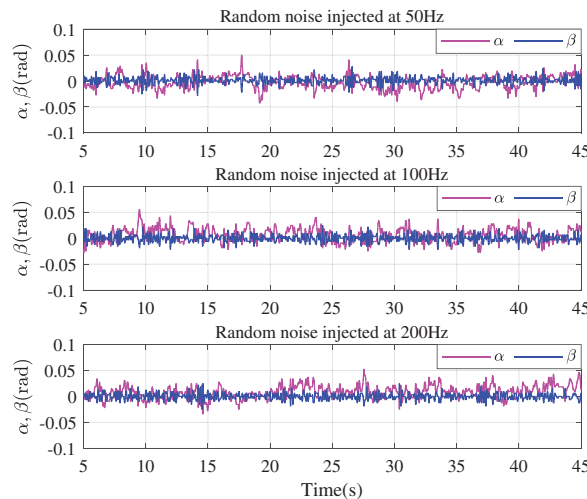 Random noise injected at 50Hz
0.1
0.05
0
-0.05
-0.1
α, β(rad)
α β
5 10 15 20 25 30 35 40 45
Random noise injected at 100Hz
0.1
0.05
0
-0.05
-0.1
α, β(rad)
α β
5 10 15 20 25 30 35 40 45
Random noise injected at 200Hz
0.1
0.05
0
-0.05
-0.1
α, β(rad)
α β
5 10 15 20 25 30 35 40 45
Time(s)